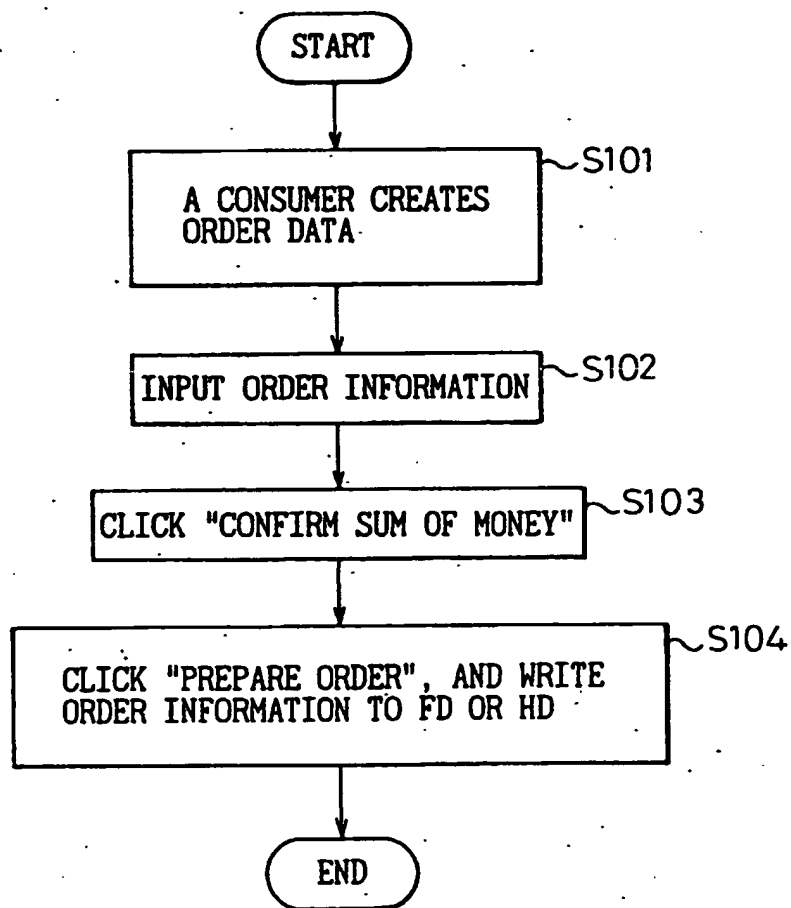 START
S101
A CONSUMER CREATES
ORDER DATA
S102
INPUT ORDER INFORMATION
S103
CLICK "CONFIRM SUM OF MONEY"
S104
CLICK "PREPARE ORDER", AND WRITE
ORDER INFORMATION TO FD OR HD
END